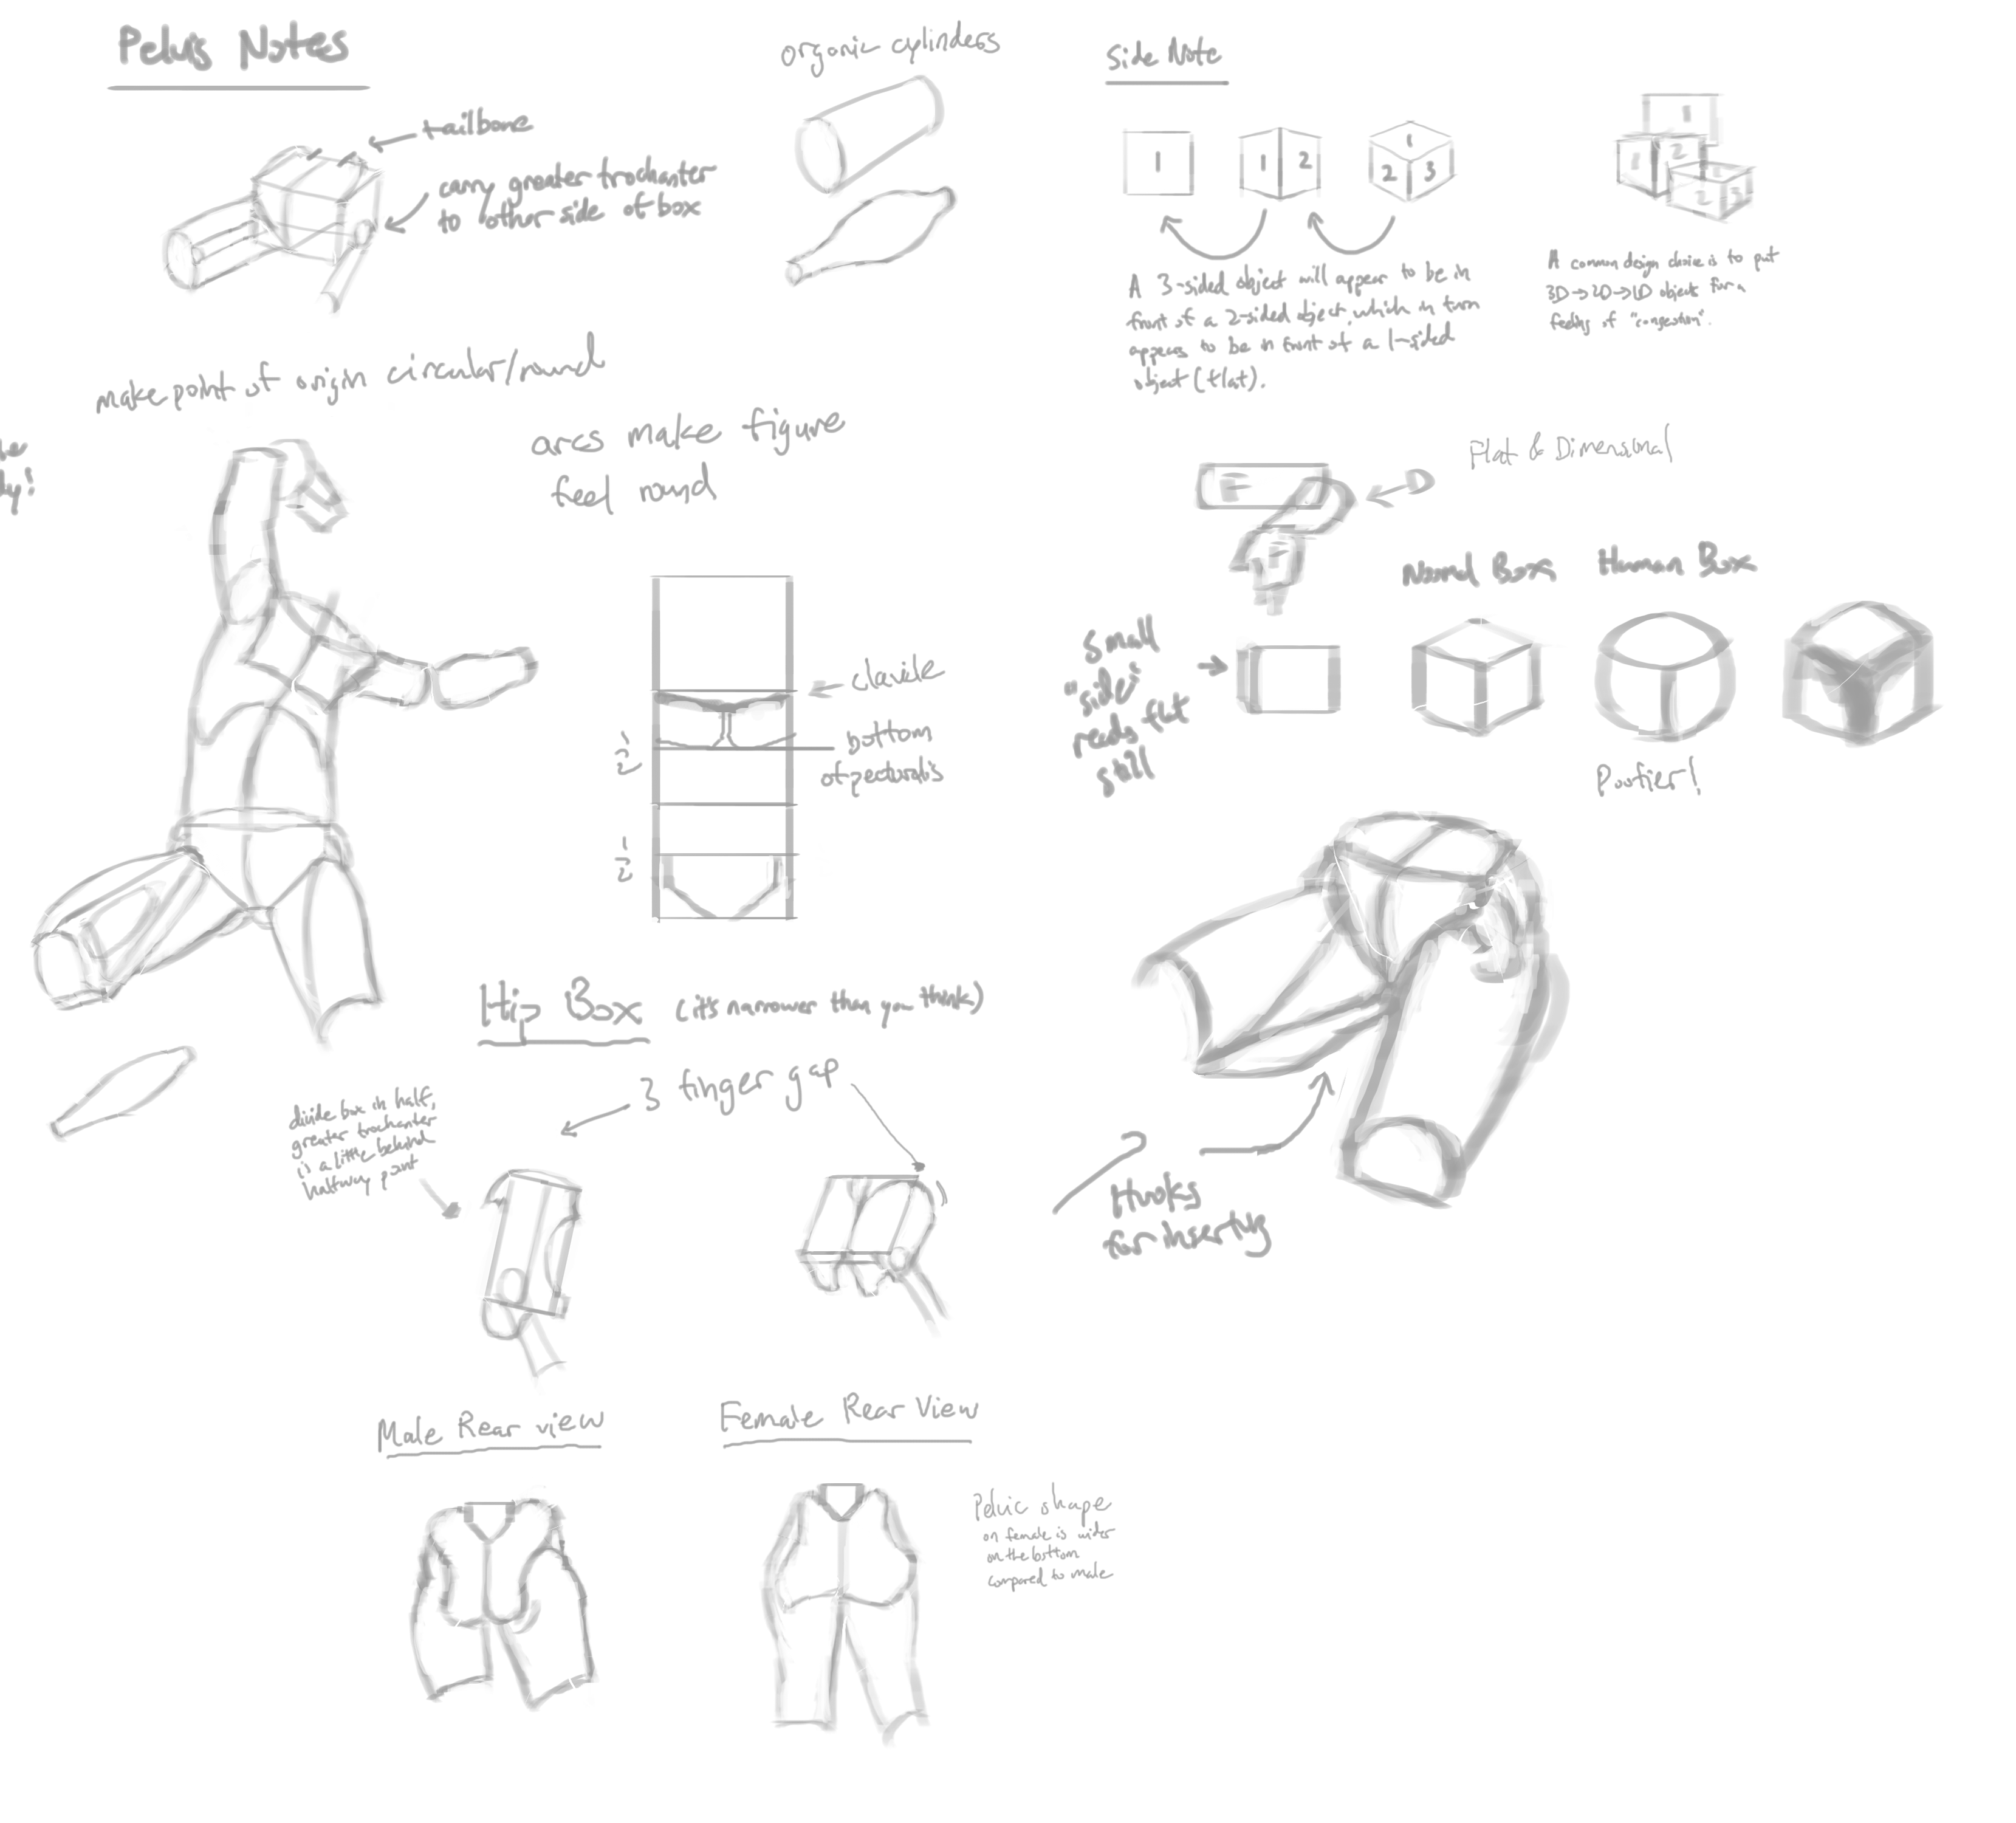 Pelvis Notes
tailbone
carry greater trochanter
to other side of box
organic cylinders
Side Note
1
1 2
1
2 3
1
1 2
1
2 3
A 3-sided object will appear to be in
front of a 2-sided object, which in turn
appears to be in front of a 1-sided
object (flat).
A common design choice is to put
3D→2D→1D objects for a
feeling of "congestion".
make point of origin circular/round
arcs make figure
feel round
Flat & Dimensional
F
D
F
Normal Box
Human Box
Small
"side"
reads flat
still
Poofier!
clavicle
bottom
of pectoralis
1/2
1/2
Hip Box (it's narrower than you think)
3 finger gap
divide box in half,
greater trochanter
is a little behind
halfway point
Hooks
for inserting
Male Rear view
Female Rear View
Pelvic shape
on female is wider
on the bottom
compared to male